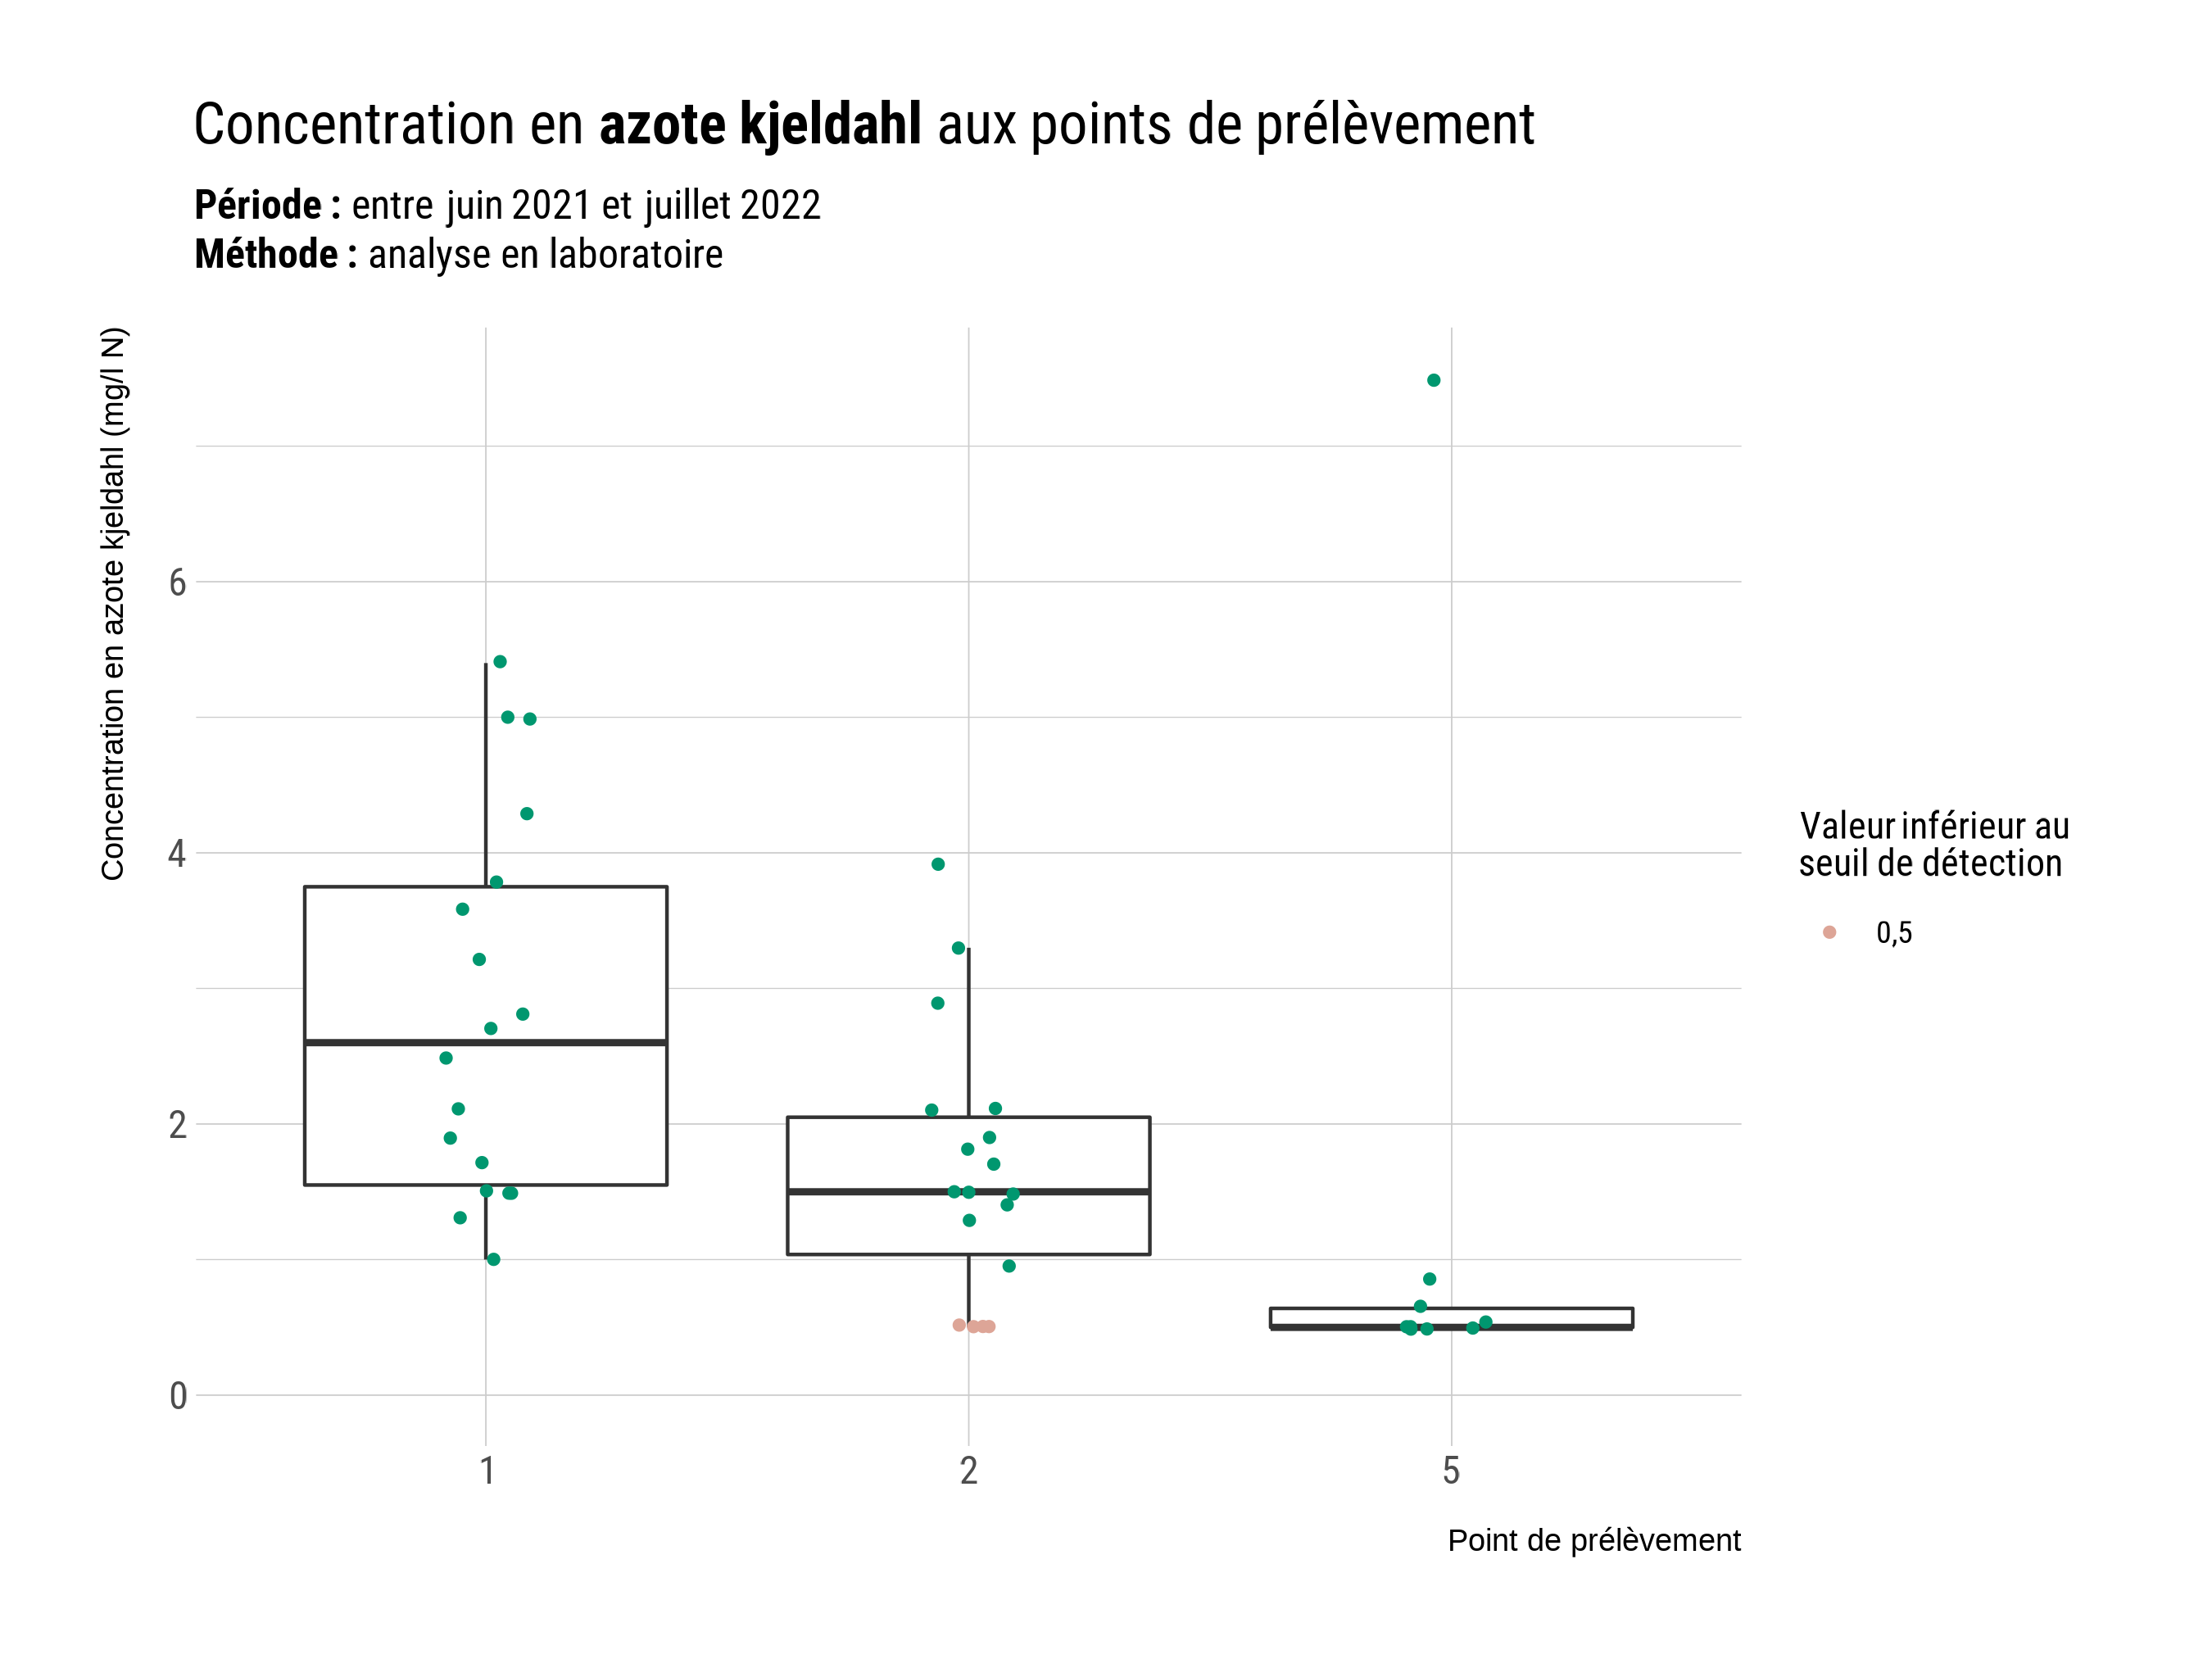 Concentration en azote kjeldahl aux points de prélèvement
Période : entre juin 2021 et juillet 2022
Méthode : analyse en laboratoire
Concentration en azote kjeldahl (mg/l N)
6
4
2
0
1 2 5
Point de prélèvement
Valeur inférieur au
seuil de détection
0,5